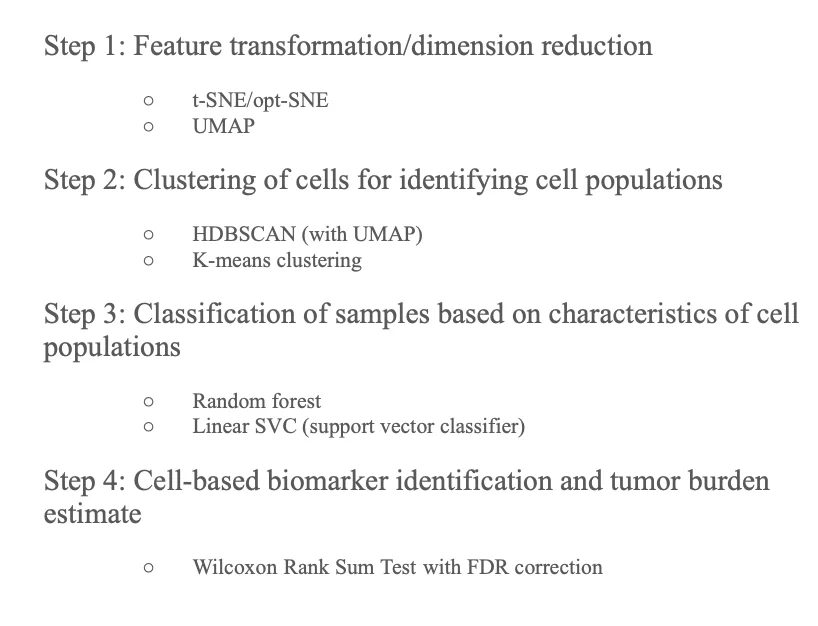 Step 1: Feature transformation/dimension reduction
○ t-SNE/opt-SNE
○ UMAP
Step 2: Clustering of cells for identifying cell populations
○ HDBSCAN (with UMAP)
○ K-means clustering
Step 3: Classification of samples based on characteristics of cell
populations
○ Random forest
○ Linear SVC (support vector classifier)
Step 4: Cell-based biomarker identification and tumor burden
estimate
○ Wilcoxon Rank Sum Test with FDR correction